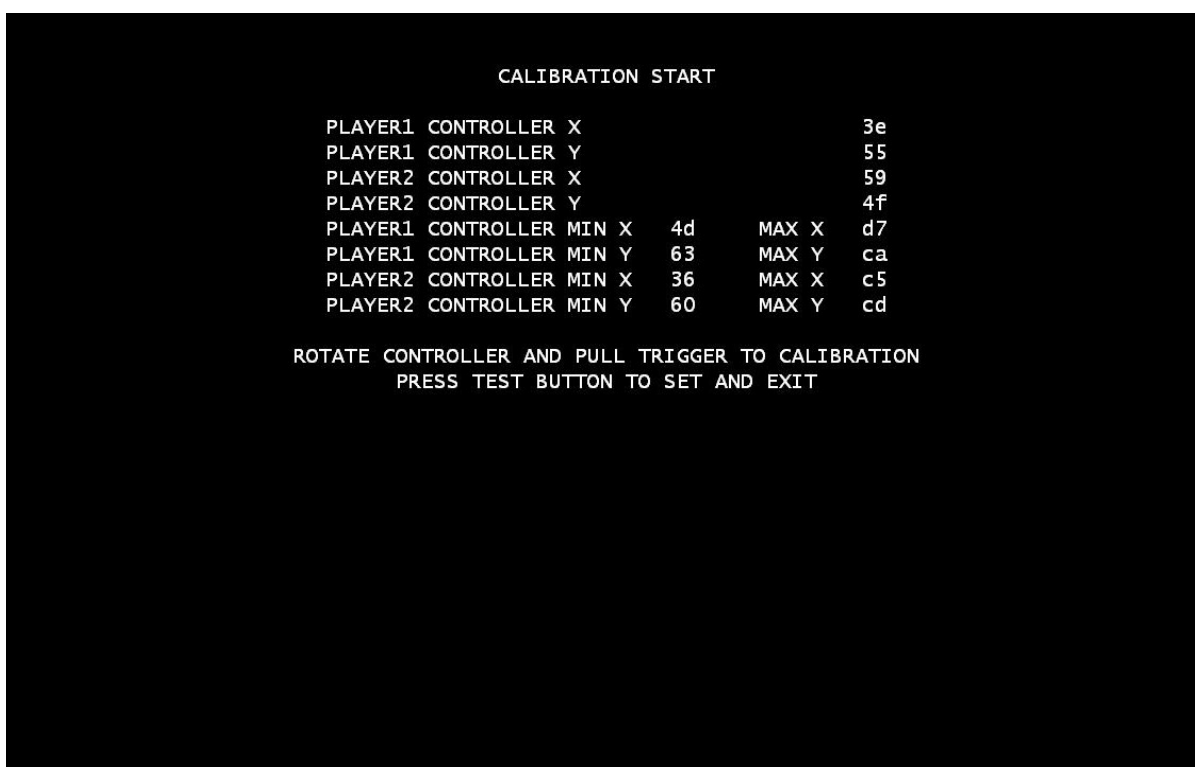 CALIBRATION START
PLAYER1 CONTROLLER X 3e
PLAYER1 CONTROLLER Y 55
PLAYER2 CONTROLLER X 59
PLAYER2 CONTROLLER Y 4f
PLAYER1 CONTROLLER MIN X 4d MAX X d7
PLAYER1 CONTROLLER MIN Y 63 MAX Y ca
PLAYER2 CONTROLLER MIN X 36 MAX X c5
PLAYER2 CONTROLLER MIN Y 60 MAX Y cd
ROTATE CONTROLLER AND PULL TRIGGER TO CALIBRATION
PRESS TEST BUTTON TO SET AND EXIT